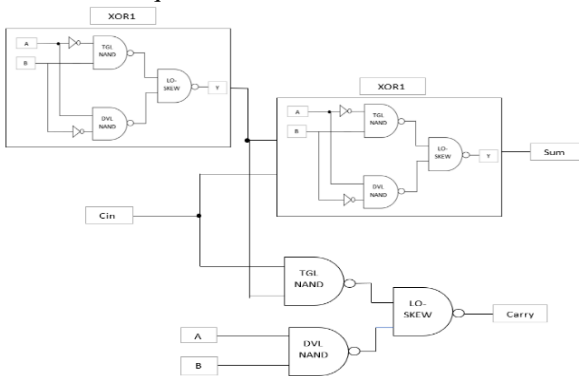 XOR1
A
B
TGL
NAND
DVL
NAND
LO-
SKEW
Y
XOR1
A
B
TGL
NAND
DVL
NAND
LO-
SKEW
Y
Sum
Cin
TGL
NAND
LO-
SKEW
Carry
A
B
DVL
NAND